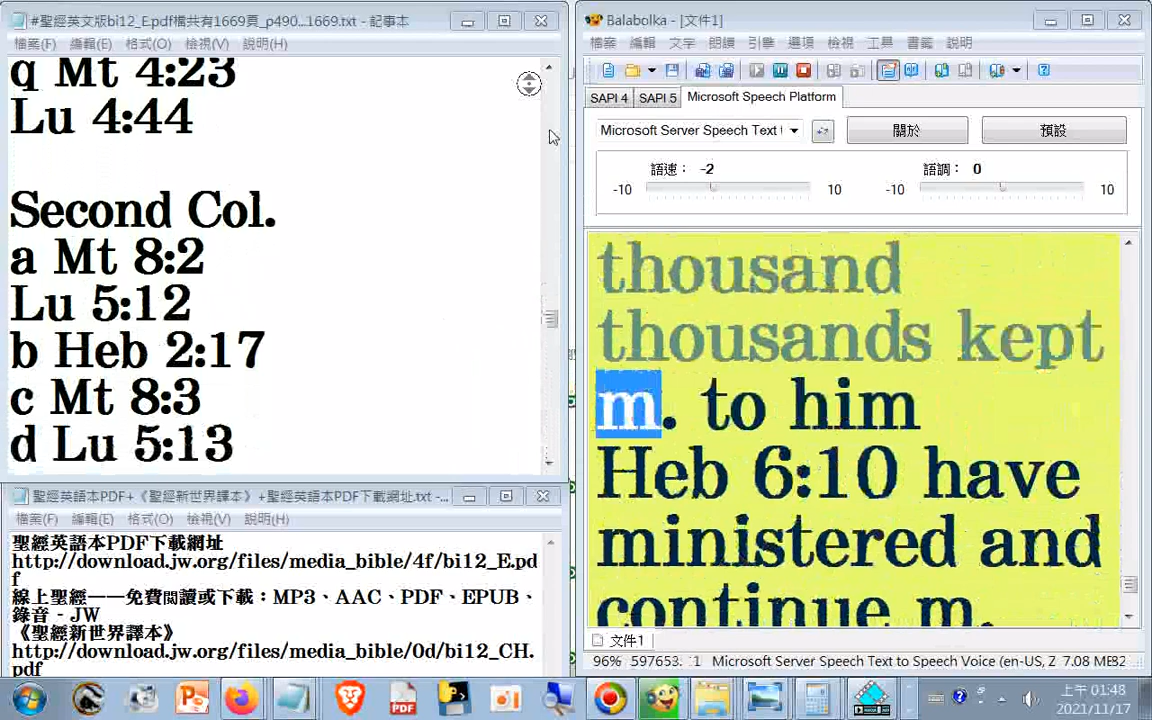 #聖經英文版bi12_E.pdf檔共有1669頁_p490...1669.txt - 記事本
檔案(F) 編輯(E) 格式(O) 檢視(V) 說明(H)
q Mt 4:23
Lu 4:44
Second Col.
a Mt 8:2
Lu 5:12
b Heb 2:17
c Mt 8:3
d Lu 5:13
聖經英語本PDF+《聖經新世界譯本》+聖經英語本PDF下載網址.txt - ...
檔案(F) 編輯(E) 格式(O) 檢視(V) 說明(H)
聖經英語本PDF下載網址
http://download.jw.org/files/media_bible/4f/bi12_E.pd
f
線上聖經——免費閱讀或下載：MP3、AAC、PDF、EPUB、
錄音 - JW
《聖經新世界譯本》
http://download.jw.org/files/media_bible/0d/bi12_CH.
pdf
Balabolka - [文件1]
檔案 編輯 文字 朗讀 引擎 選項 檢視 工具 書籤 說明
SAPI 4 SAPI 5 Microsoft Speech Platform
Microsoft Server Speech Text t 關於 預設
語速： -2 語調： 0
-10 10 -10 10
thousand
thousands kept
m. to him
Heb 6:10 have
ministered and
continue m.
文件1
96% 597653: 1 Microsoft Server Speech Text to Speech Voice (en-US, Z 7.08 MB
上午 01:48
2021/11/17